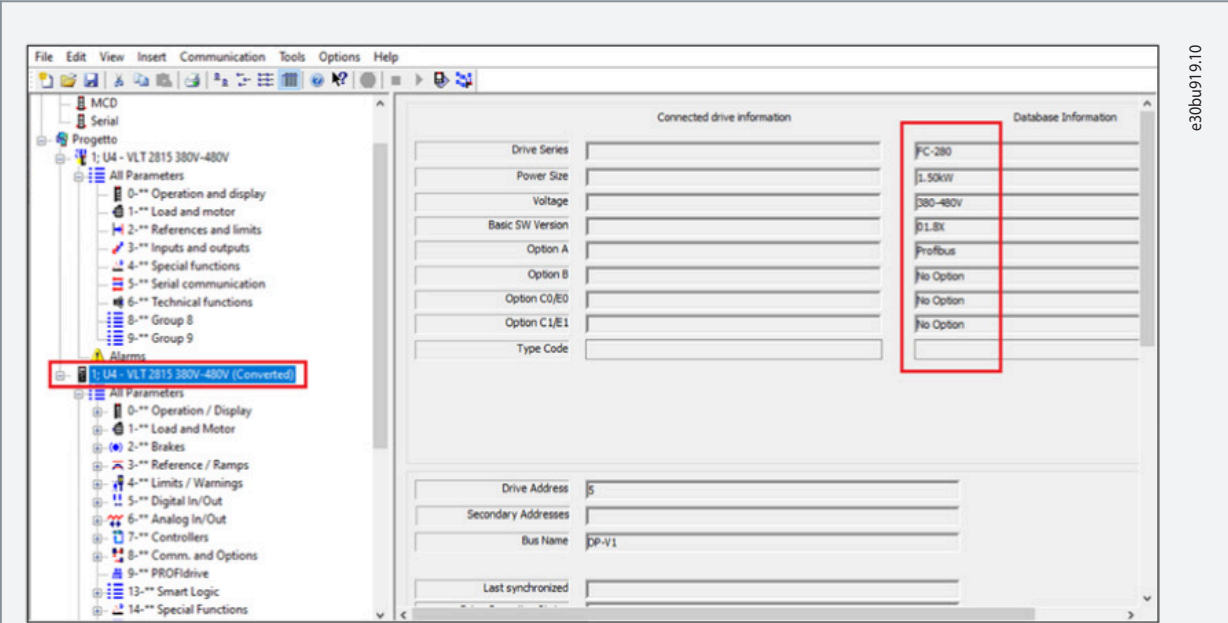 File Edit View Insert Communication Tools Options Help
MCD
Serial
Progetto
1; U4 - VLT 2815 380V-480V
All Parameters
0-** Operation and display
1-** Load and motor
2-** References and limits
3-** Inputs and outputs
4-** Special functions
5-** Serial communication
6-** Technical functions
8-** Group 8
9-** Group 9
Alarms
1; U4 - VLT 2815 380V-480V (Converted)
All Parameters
0-** Operation / Display
1-** Load and Motor
2-** Brakes
3-** Reference / Ramps
4-** Limits / Warnings
5-** Digital In/Out
6-** Analog In/Out
7-** Controllers
8-** Comm. and Options
9-** PROFIdrive
13-** Smart Logic
14-** Special Functions
Connected drive information Database Information
Drive Series FC-280
Power Size 1.50kW
Voltage 380-480V
Basic SW Version 01.8X
Option A Profibus
Option B No Option
Option C0/E0 No Option
Option C1/E1 No Option
Type Code
Drive Address 5
Secondary Addresses
Bus Name DP-V1
Last synchronized
e30bu919.10